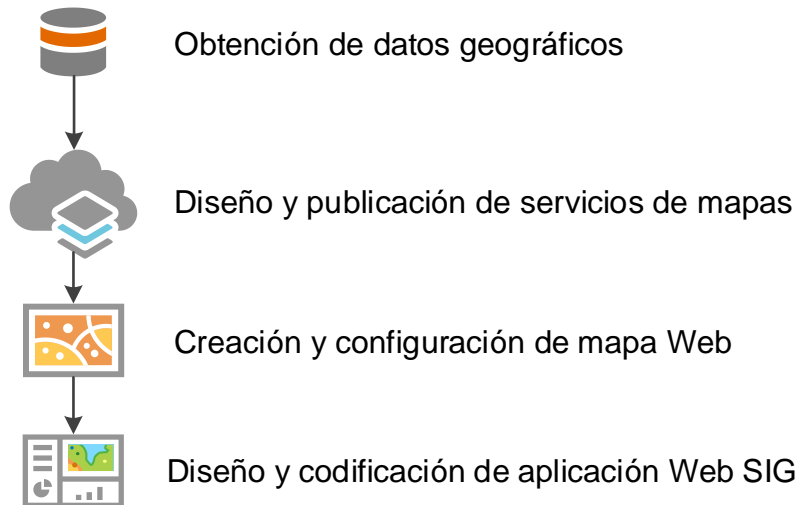 Obtención de datos geográficos
Diseño y publicación de servicios de mapas
Creación y configuración de mapa Web
Diseño y codificación de aplicación Web SIG